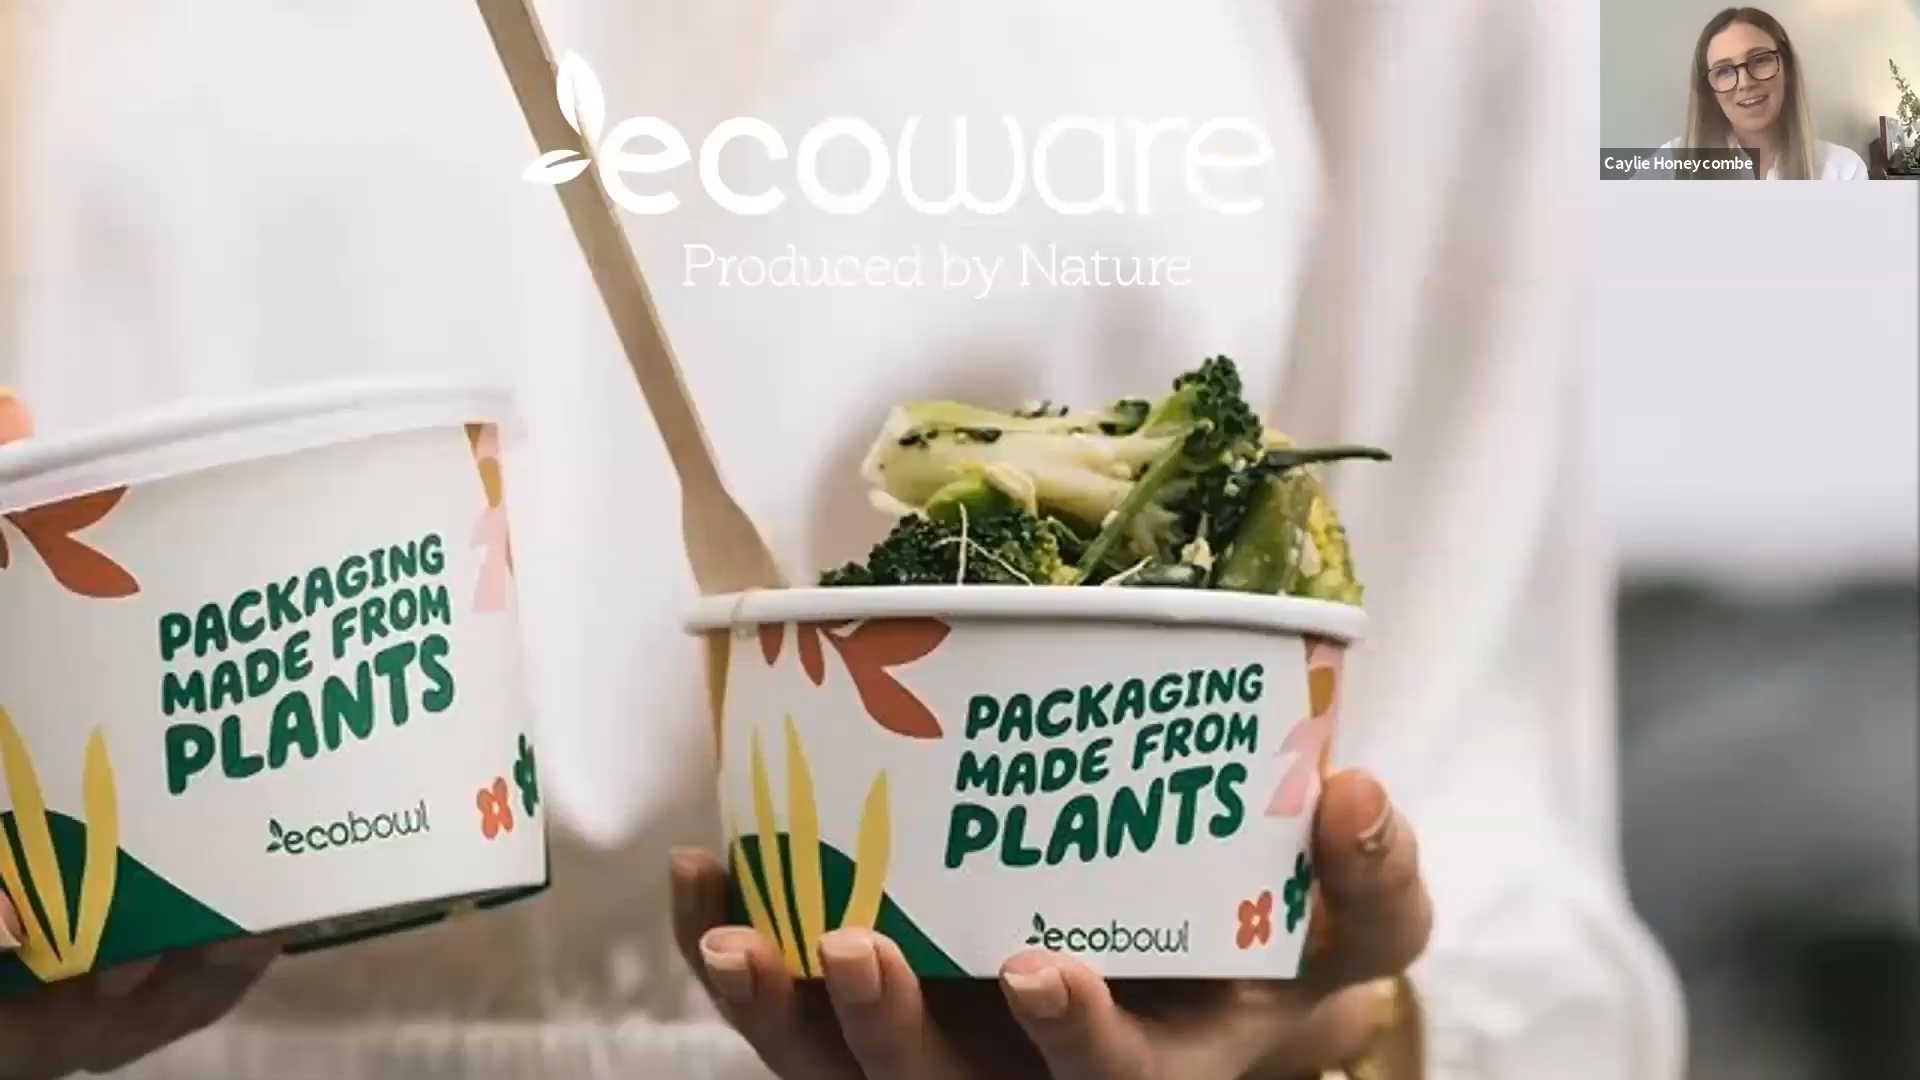 ecoware
Produced by Nature
Caylie Honeycombe
PACKAGING
MADE FROM
PLANTS
ecobowl
PACKAGING
MADE FROM
PLANTS
ecobowl